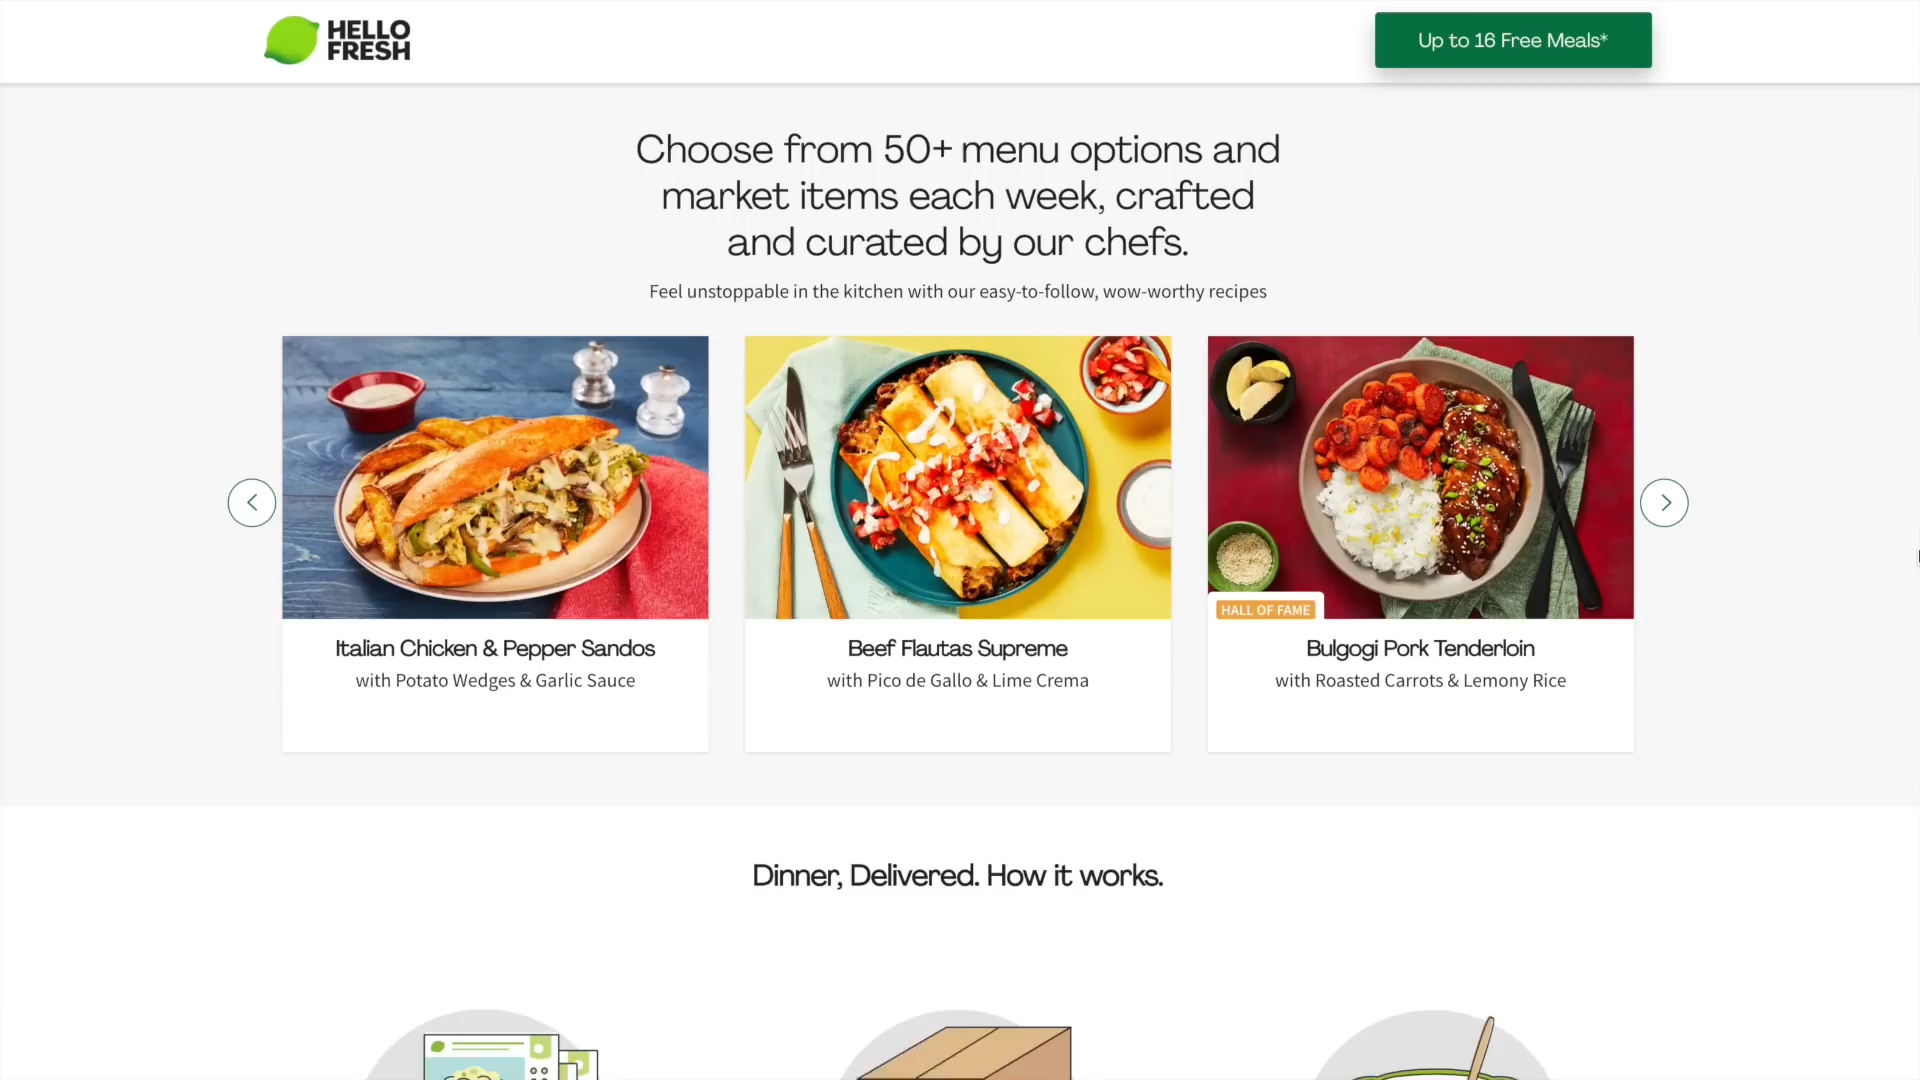 HELLO
FRESH
Up to 16 Free Meals*
Choose from 50+ menu options and
market items each week, crafted
and curated by our chefs.
Feel unstoppable in the kitchen with our easy-to-follow, wow-worthy recipes
HALL OF FAME
Italian Chicken & Pepper Sandos
with Potato Wedges & Garlic Sauce
Beef Flautas Supreme
with Pico de Gallo & Lime Crema
Bulgogi Pork Tenderloin
with Roasted Carrots & Lemony Rice
Dinner, Delivered. How it works.